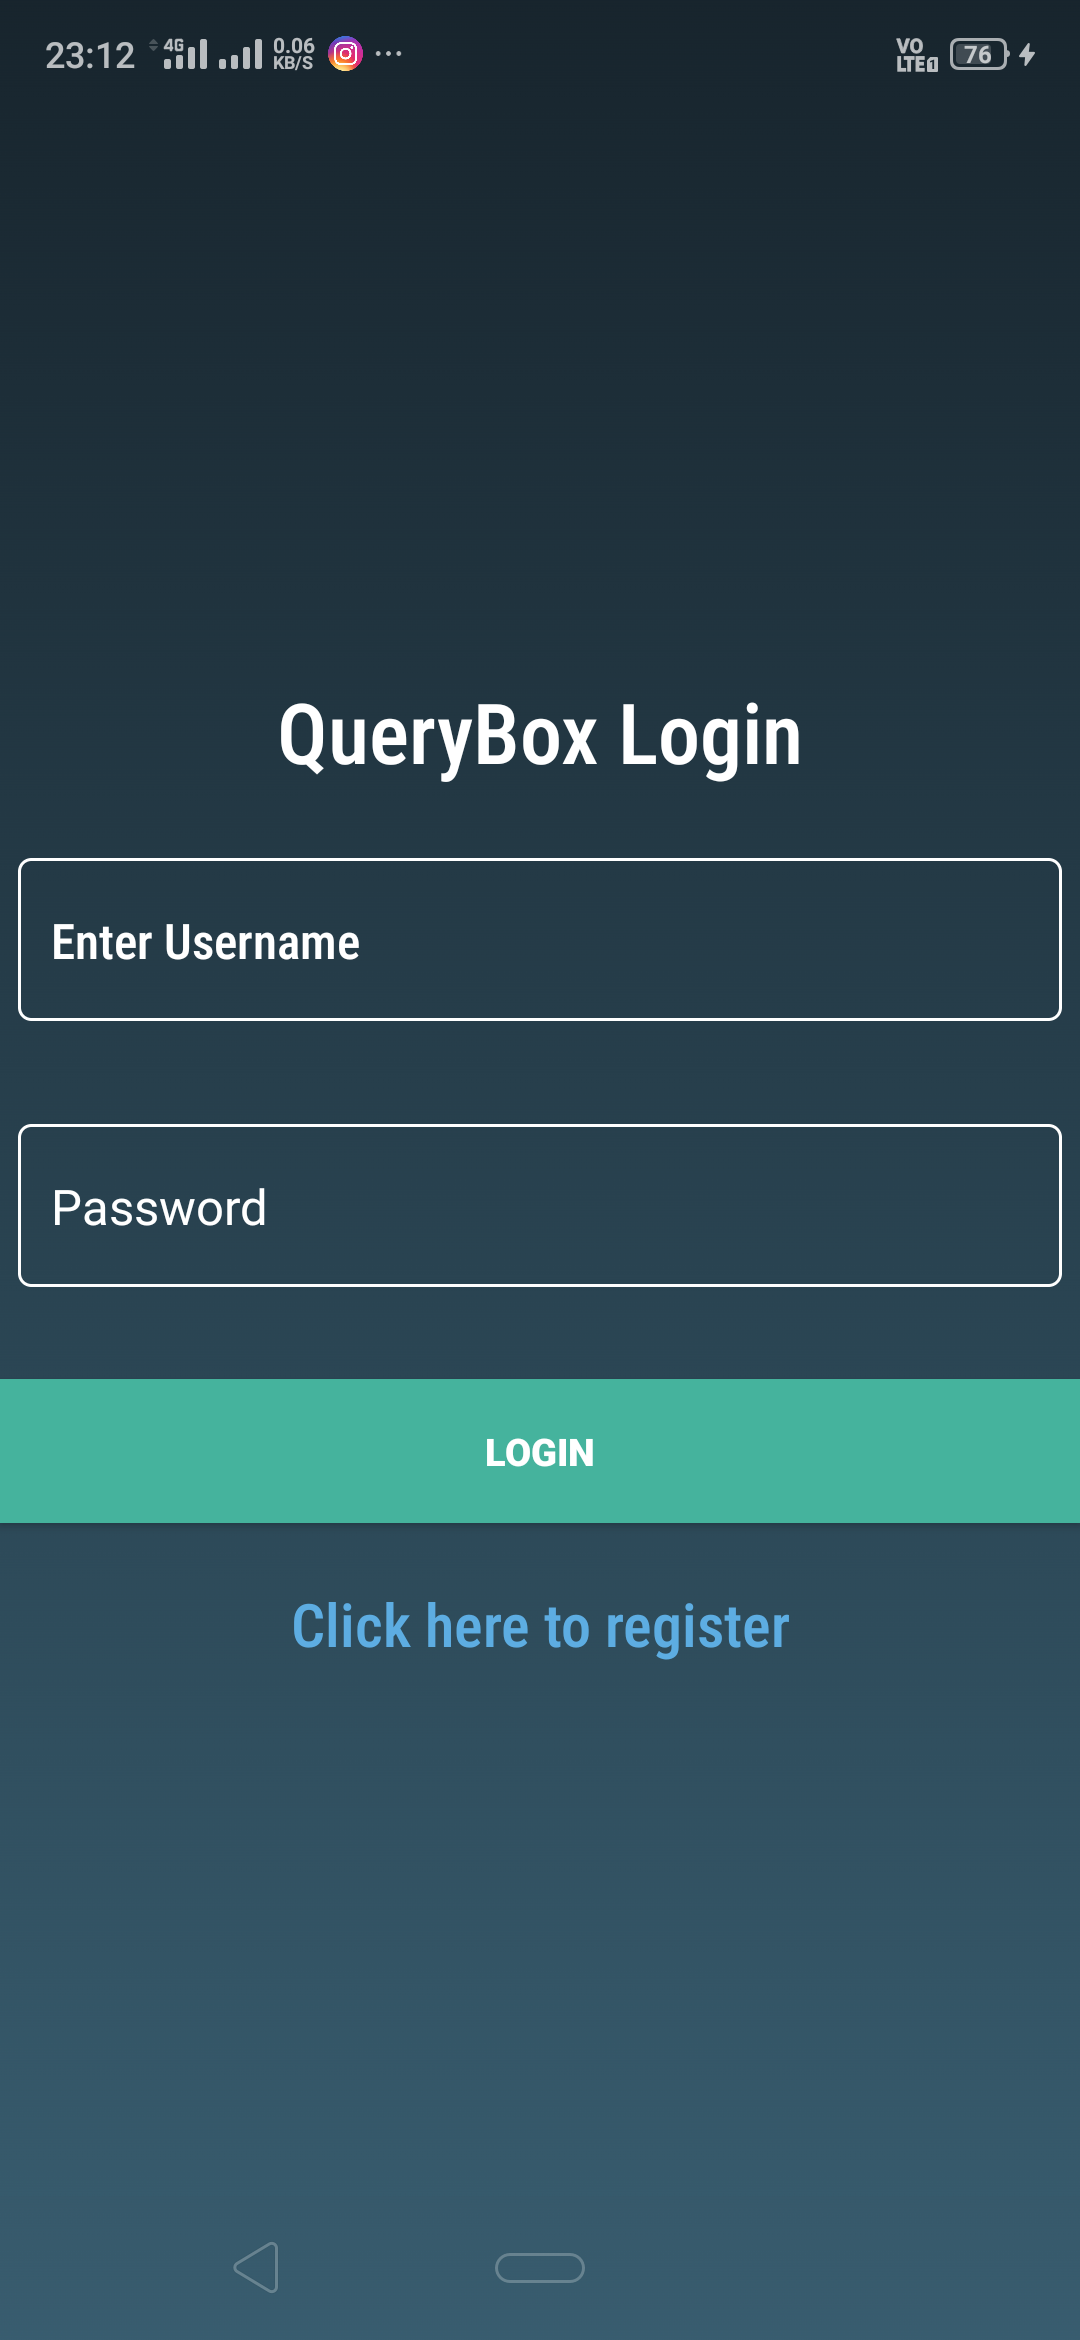 23:12 4G 0.06 KB/S ... VO LTE 1 76
QueryBox Login
Enter Username
Password
LOGIN
Click here to register